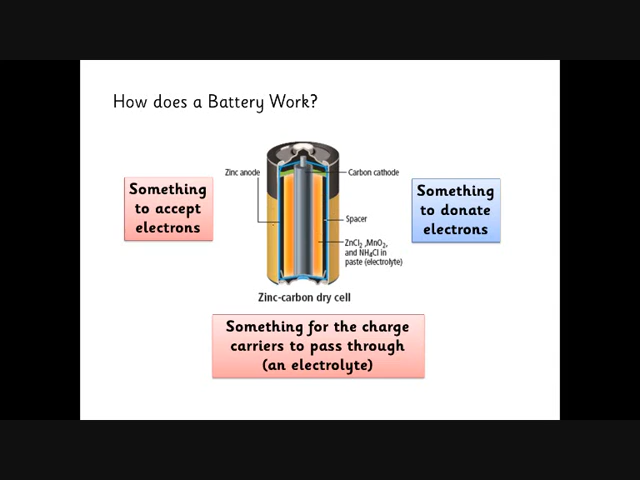 How does a Battery Work?
Something
to accept
electrons
Zinc anode
Carbon cathode
Spacer
ZnCl₂ ,MnO₂,
and NH₄Cl in
paste (electrolyte)
Zinc-carbon dry cell
Something
to donate
electrons
Something for the charge
carriers to pass through
(an electrolyte)